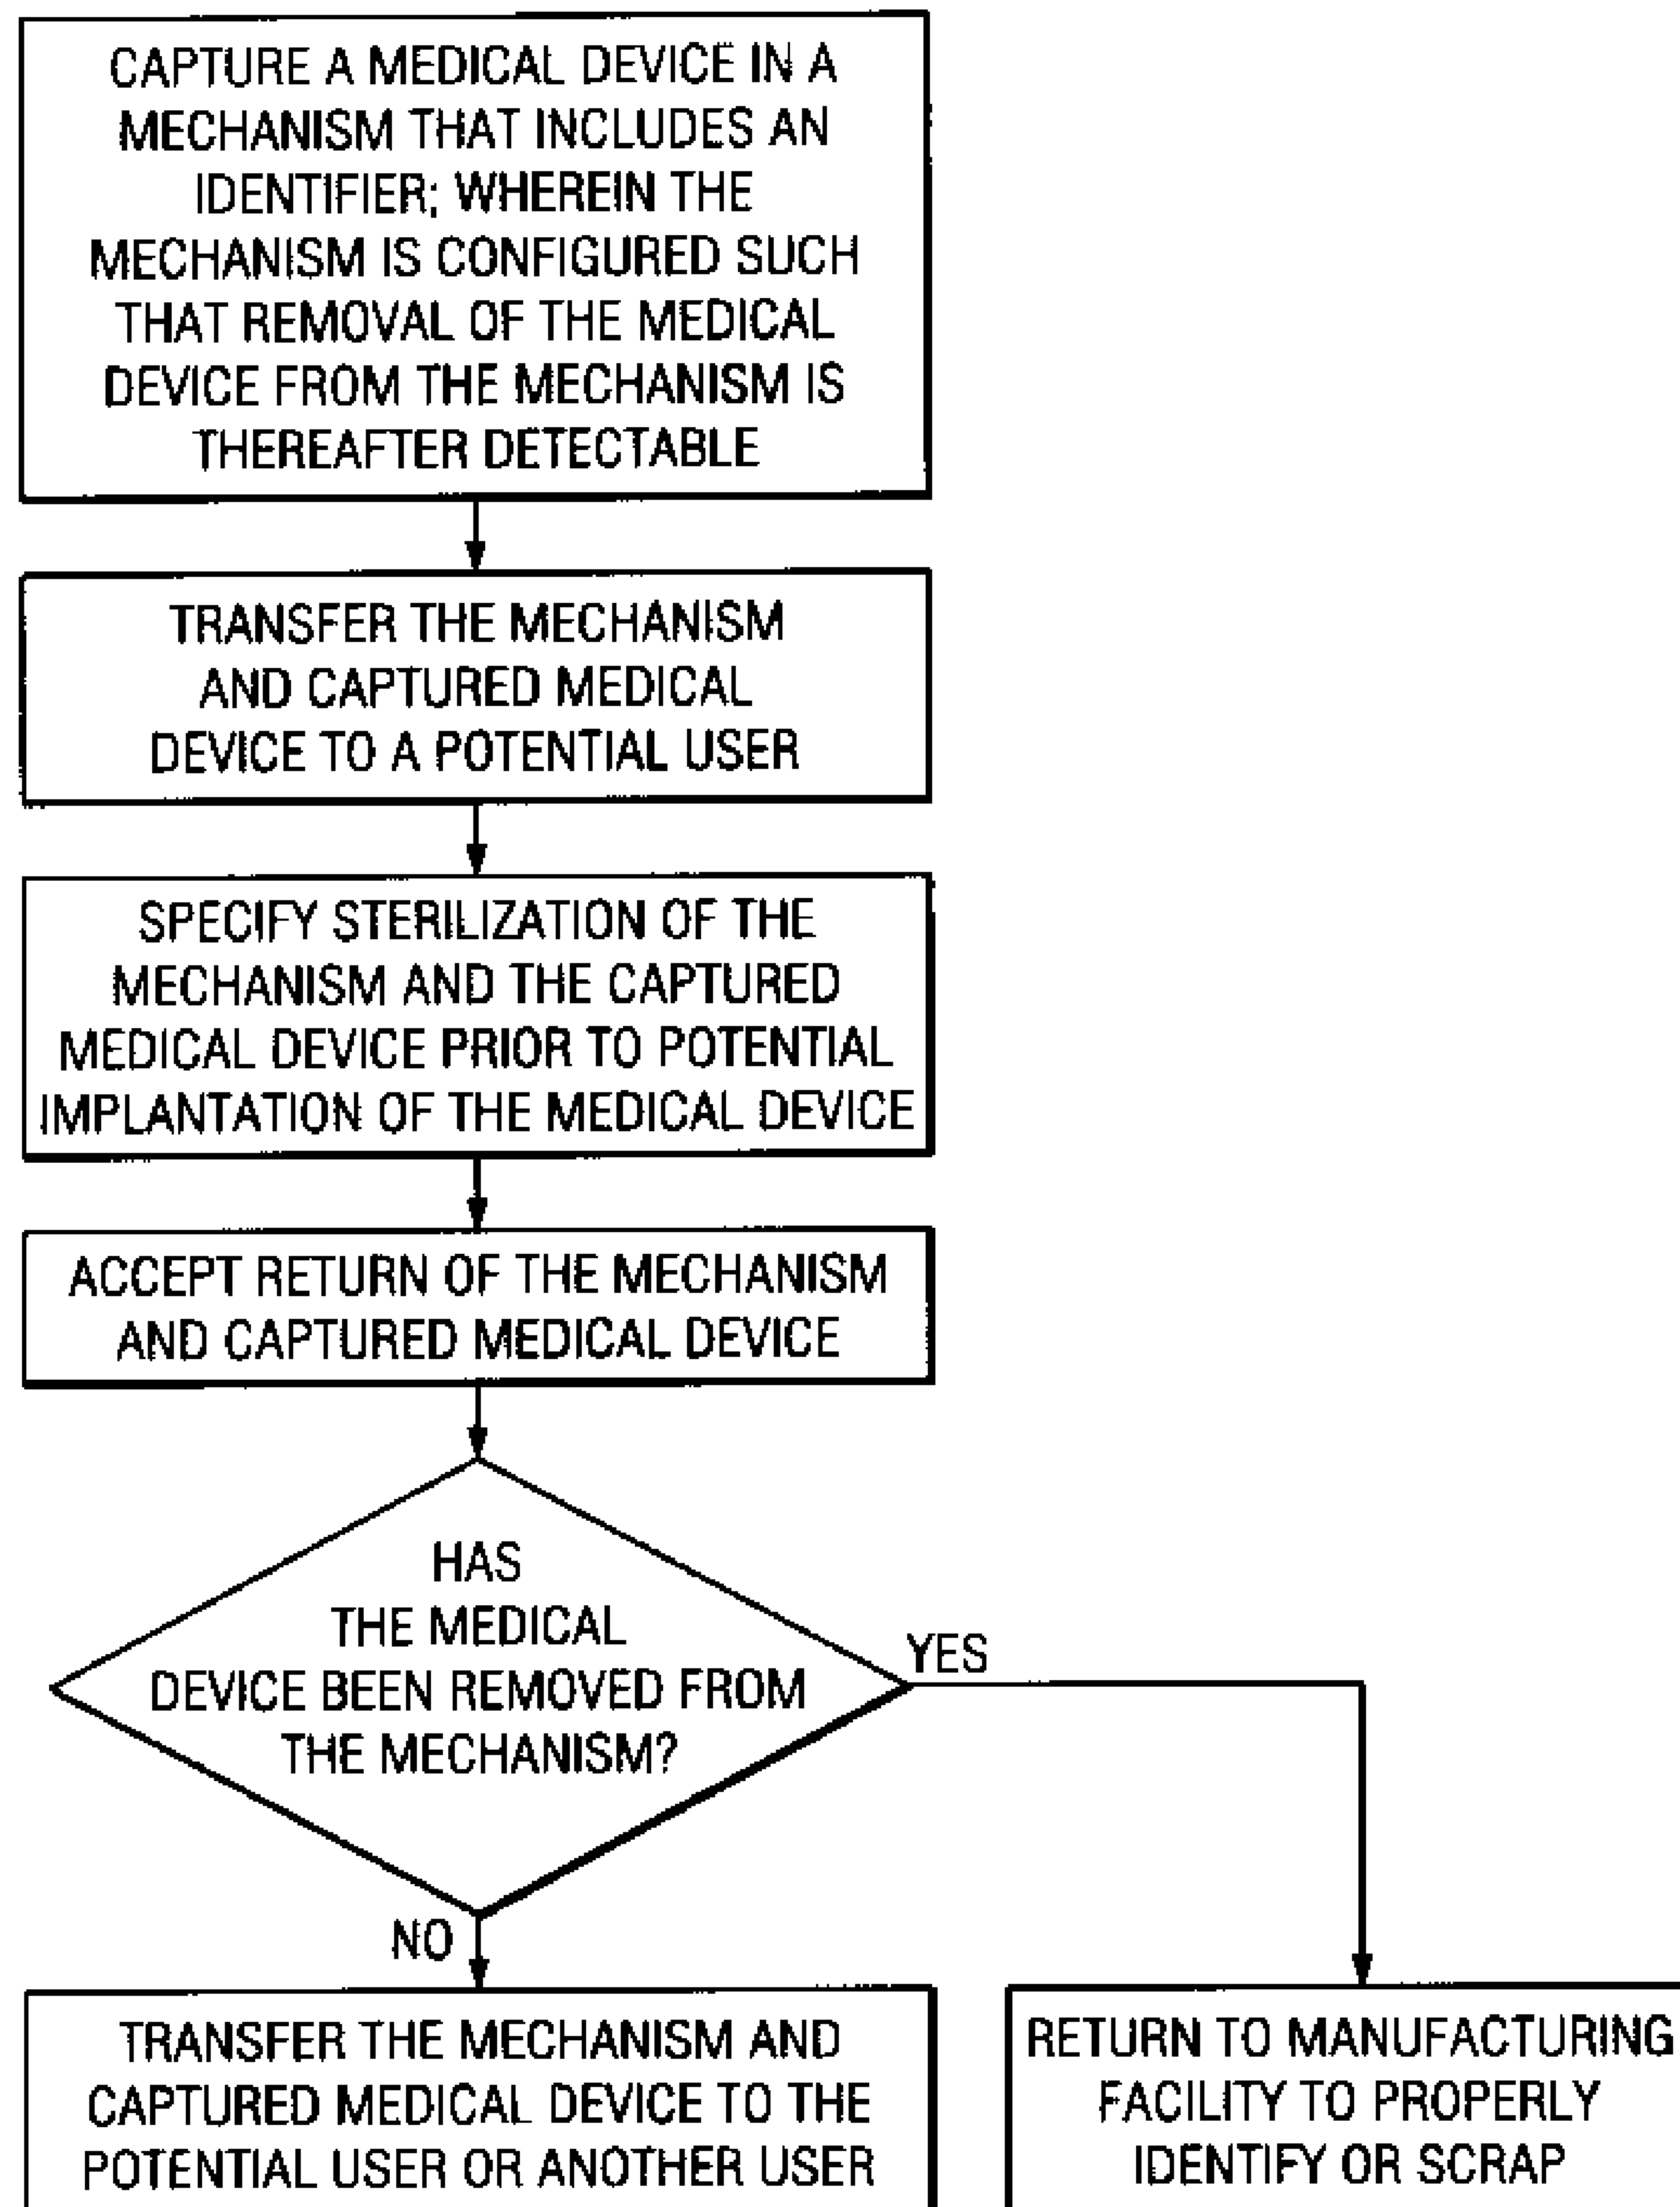 CAPTURE A MEDICAL DEVICE IN A
MECHANISM THAT INCLUDES AN
IDENTIFIER; WHEREIN THE
MECHANISM IS CONFIGURED SUCH
THAT REMOVAL OF THE MEDICAL
DEVICE FROM THE MECHANISM IS
THEREAFTER DETECTABLE
TRANSFER THE MECHANISM
AND CAPTURED MEDICAL
DEVICE TO A POTENTIAL USER
SPECIFY STERILIZATION OF THE
MECHANISM AND THE CAPTURED
MEDICAL DEVICE PRIOR TO POTENTIAL
IMPLANTATION OF THE MEDICAL DEVICE
ACCEPT RETURN OF THE MECHANISM
AND CAPTURED MEDICAL DEVICE
HAS
THE MEDICAL
DEVICE BEEN REMOVED FROM
THE MECHANISM?
YES
NO
TRANSFER THE MECHANISM AND
CAPTURED MEDICAL DEVICE TO THE
POTENTIAL USER OR ANOTHER USER
RETURN TO MANUFACTURING
FACILITY TO PROPERLY
IDENTIFY OR SCRAP